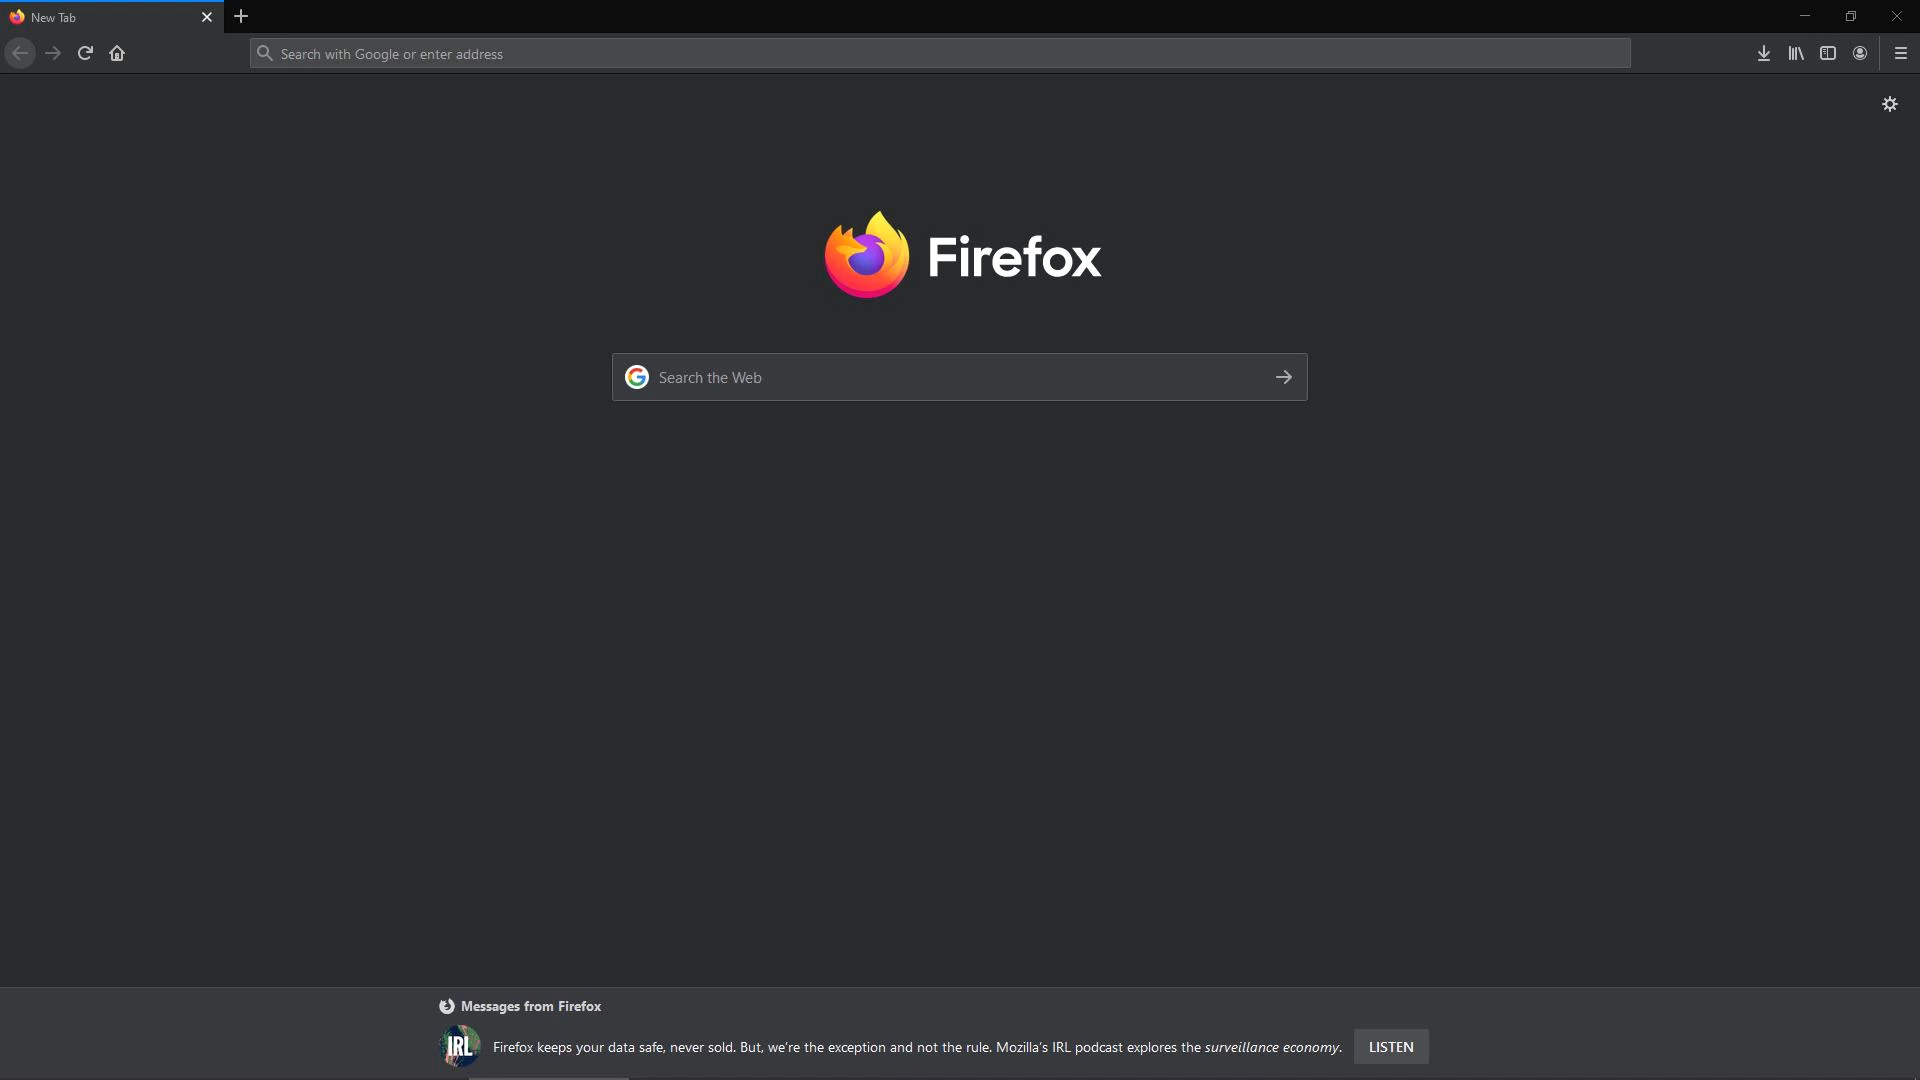 New Tab
Search with Google or enter address
Firefox
Search the Web
Messages from Firefox
IRL
Firefox keeps your data safe, never sold. But, we're the exception and not the rule. Mozilla's IRL podcast explores the surveillance economy.
LISTEN